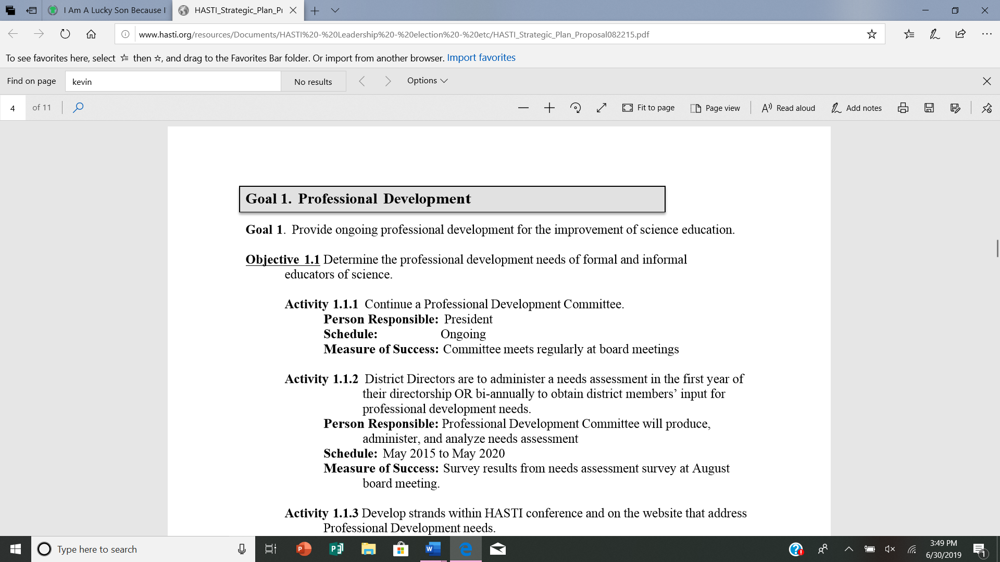 I Am A Lucky Son Because I
HASTI_Strategic_Plan_Pr
www.hasti.org/resources/Documents/HASTI%20-%20Leadership%20-%20election%20-%20etc/HASTI_Strategic_Plan_Proposal082215.pdf
To see favorites here, select then ☆, and drag to the Favorites Bar folder. Or import from another browser. Import favorites
Find on page kevin No results Options
4 of 11 Fit to page Page view Read aloud Add notes
Goal 1. Professional Development
Goal 1. Provide ongoing professional development for the improvement of science education.
Objective 1.1 Determine the professional development needs of formal and informal
educators of science.
Activity 1.1.1 Continue a Professional Development Committee.
Person Responsible: President
Schedule: Ongoing
Measure of Success: Committee meets regularly at board meetings
Activity 1.1.2 District Directors are to administer a needs assessment in the first year of
their directorship OR bi-annually to obtain district members’ input for
professional development needs.
Person Responsible: Professional Development Committee will produce,
administer, and analyze needs assessment
Schedule: May 2015 to May 2020
Measure of Success: Survey results from needs assessment survey at August
board meeting.
Activity 1.1.3 Develop strands within HASTI conference and on the website that address
Professional Development needs.
Type here to search
3:49 PM
6/30/2019
1